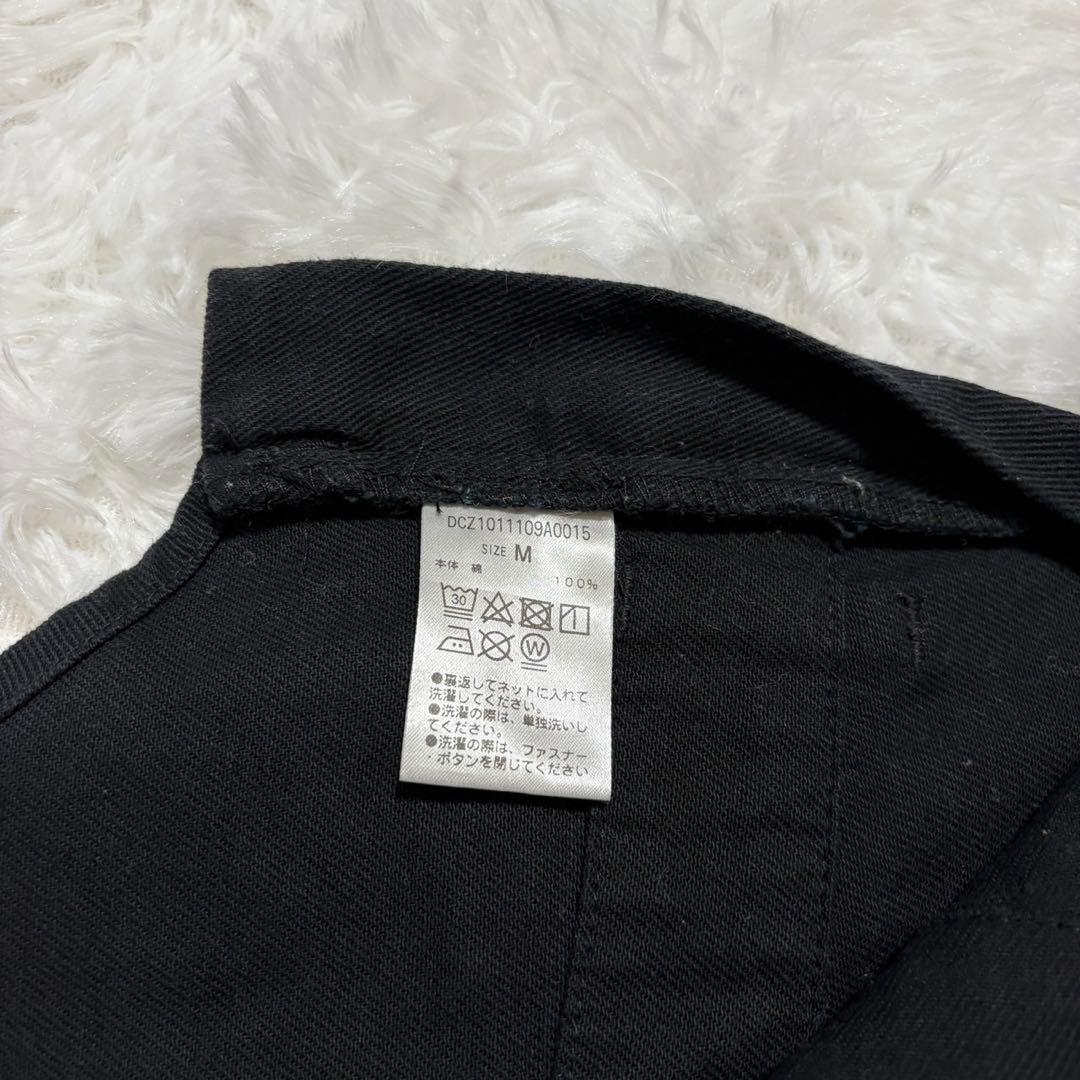 DCZ1011109A0015
SIZE M
本体 綿 100%
30
W
●裏返してネットに入れて
洗濯してください。
●洗濯の際は、単独洗いし
てください。
●洗濯の際は、ファスナー
・ボタンを閉じてください